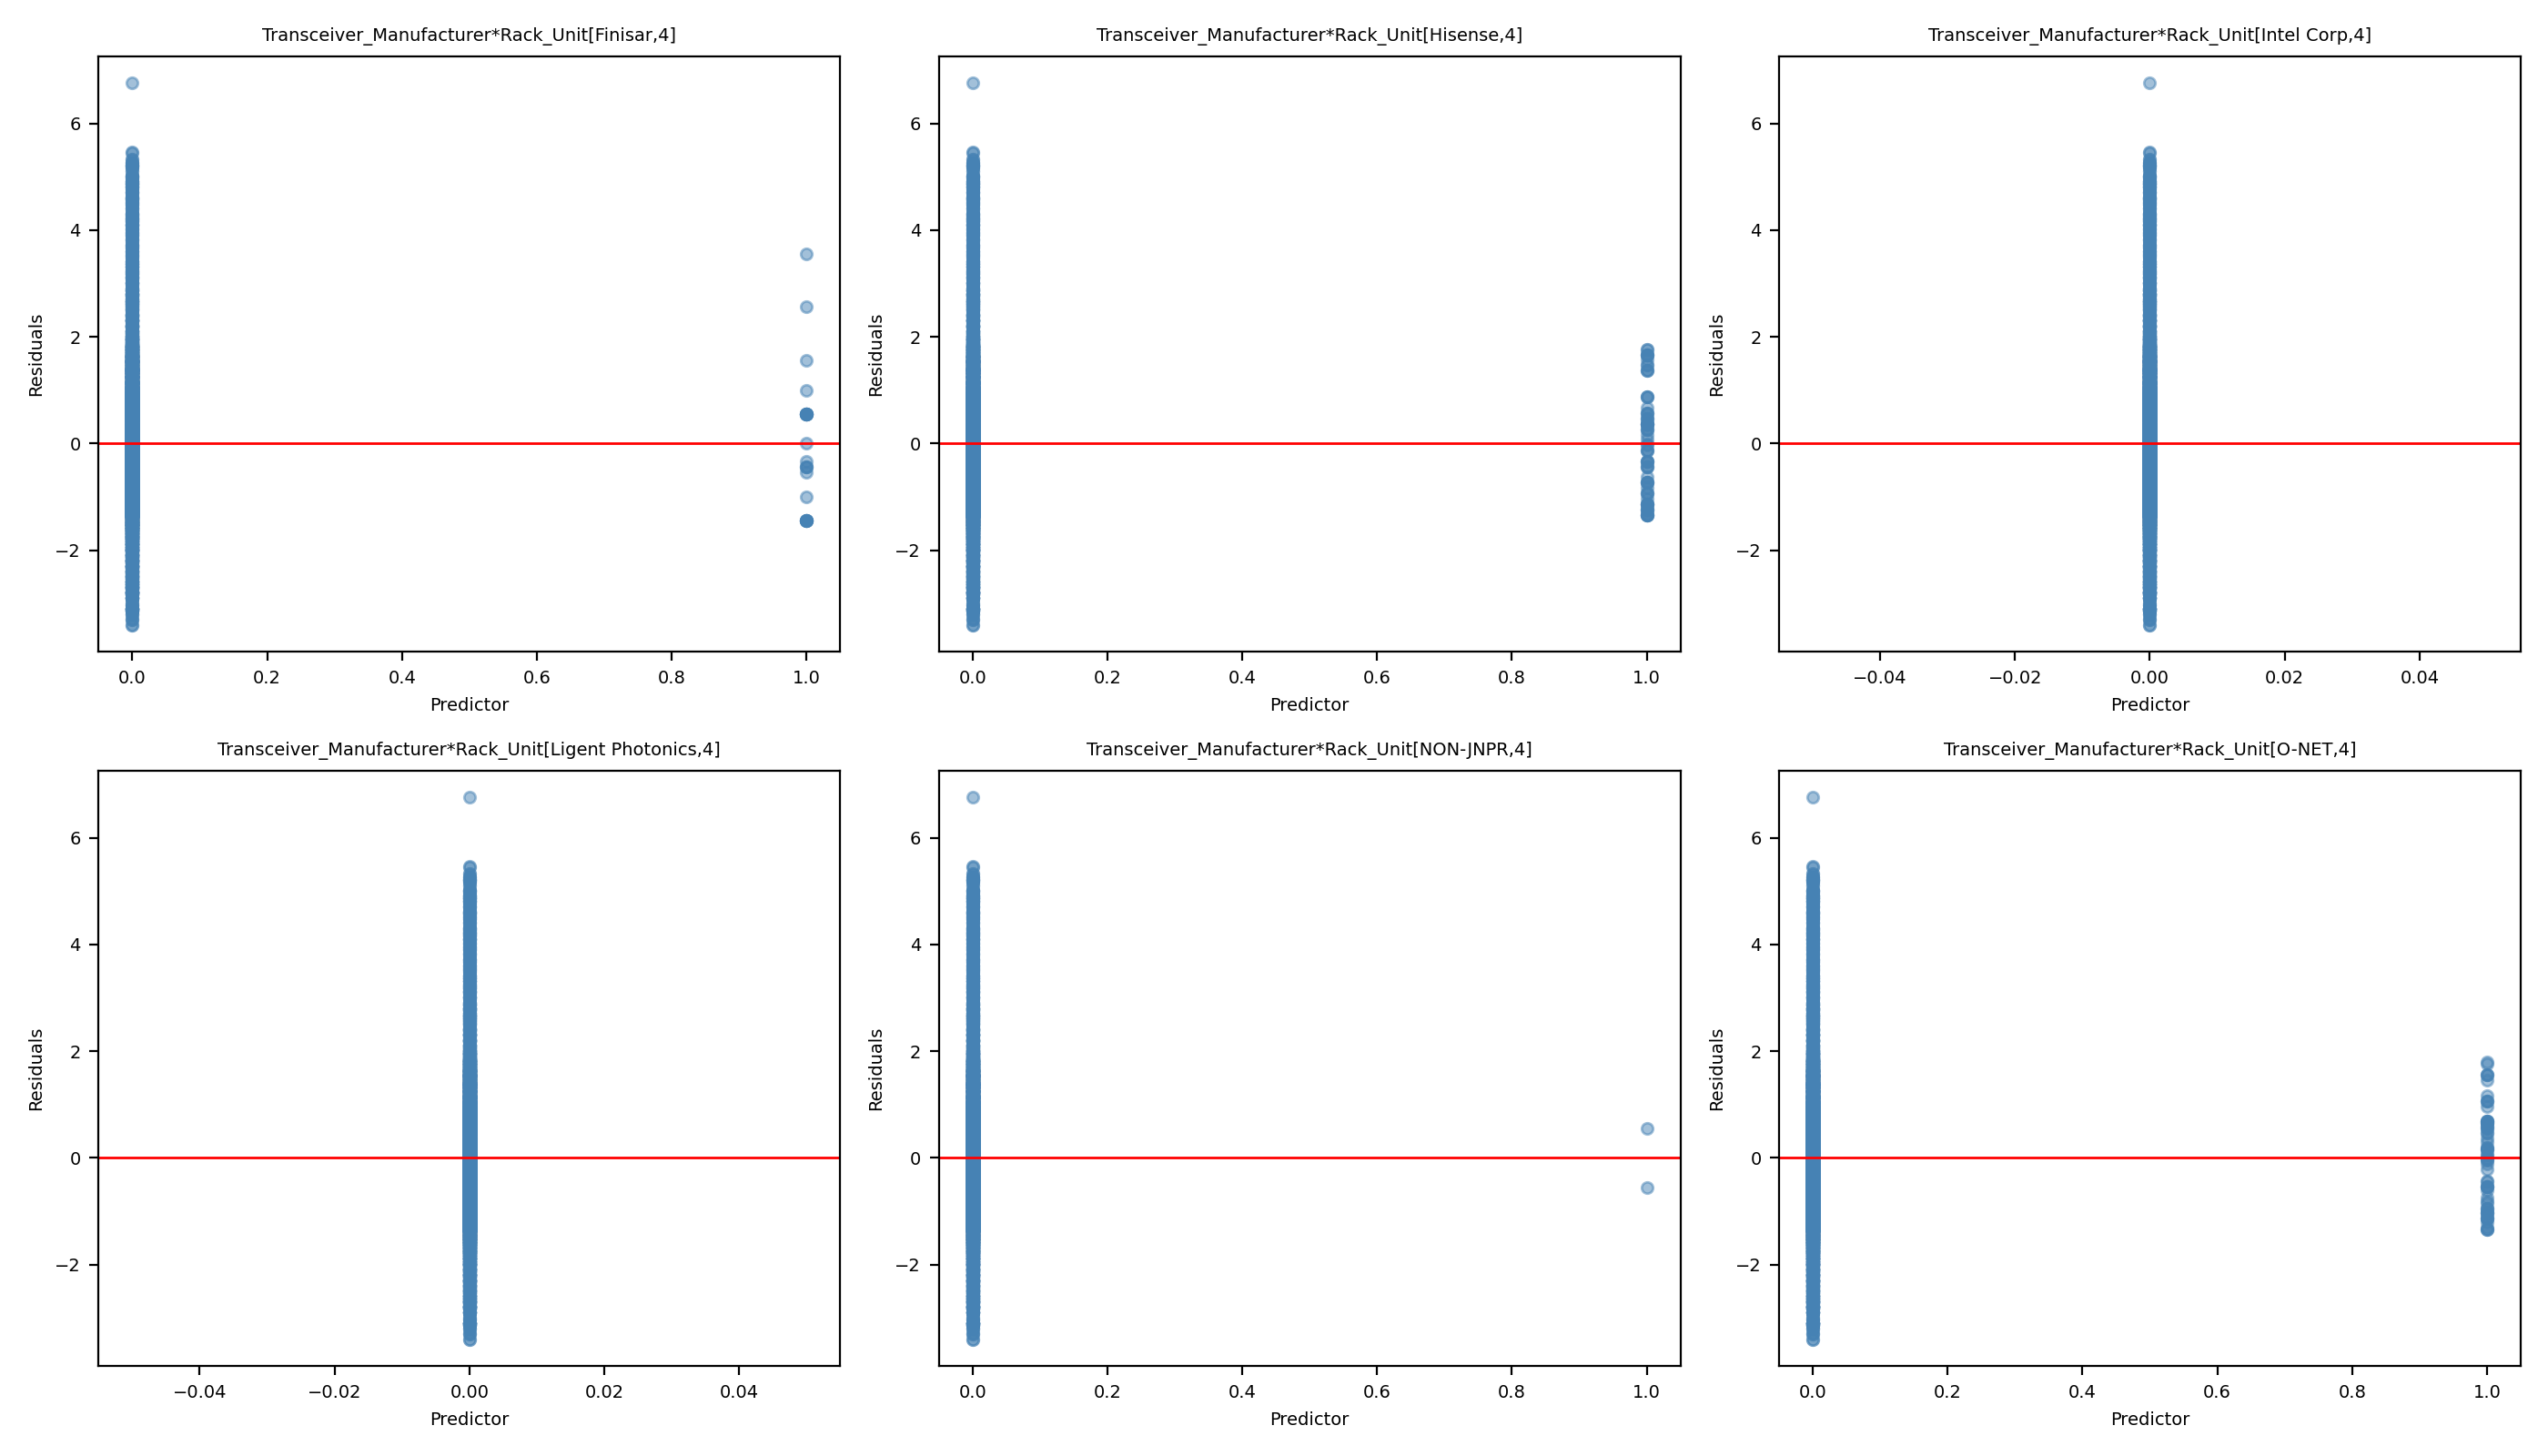 Transceiver_Manufacturer*Rack_Unit[Finisar,4]
Residuals
6
4
2
0
−2
0.0 0.2 0.4 0.6 0.8 1.0
Predictor
Transceiver_Manufacturer*Rack_Unit[Hisense,4]
Residuals
6
4
2
0
−2
0.0 0.2 0.4 0.6 0.8 1.0
Predictor
Transceiver_Manufacturer*Rack_Unit[Intel Corp,4]
Residuals
6
4
2
0
−2
−0.04 −0.02 0.00 0.02 0.04
Predictor
Transceiver_Manufacturer*Rack_Unit[Ligent Photonics,4]
Residuals
6
4
2
0
−2
−0.04 −0.02 0.00 0.02 0.04
Predictor
Transceiver_Manufacturer*Rack_Unit[NON-JNPR,4]
Residuals
6
4
2
0
−2
0.0 0.2 0.4 0.6 0.8 1.0
Predictor
Transceiver_Manufacturer*Rack_Unit[O-NET,4]
Residuals
6
4
2
0
−2
0.0 0.2 0.4 0.6 0.8 1.0
Predictor